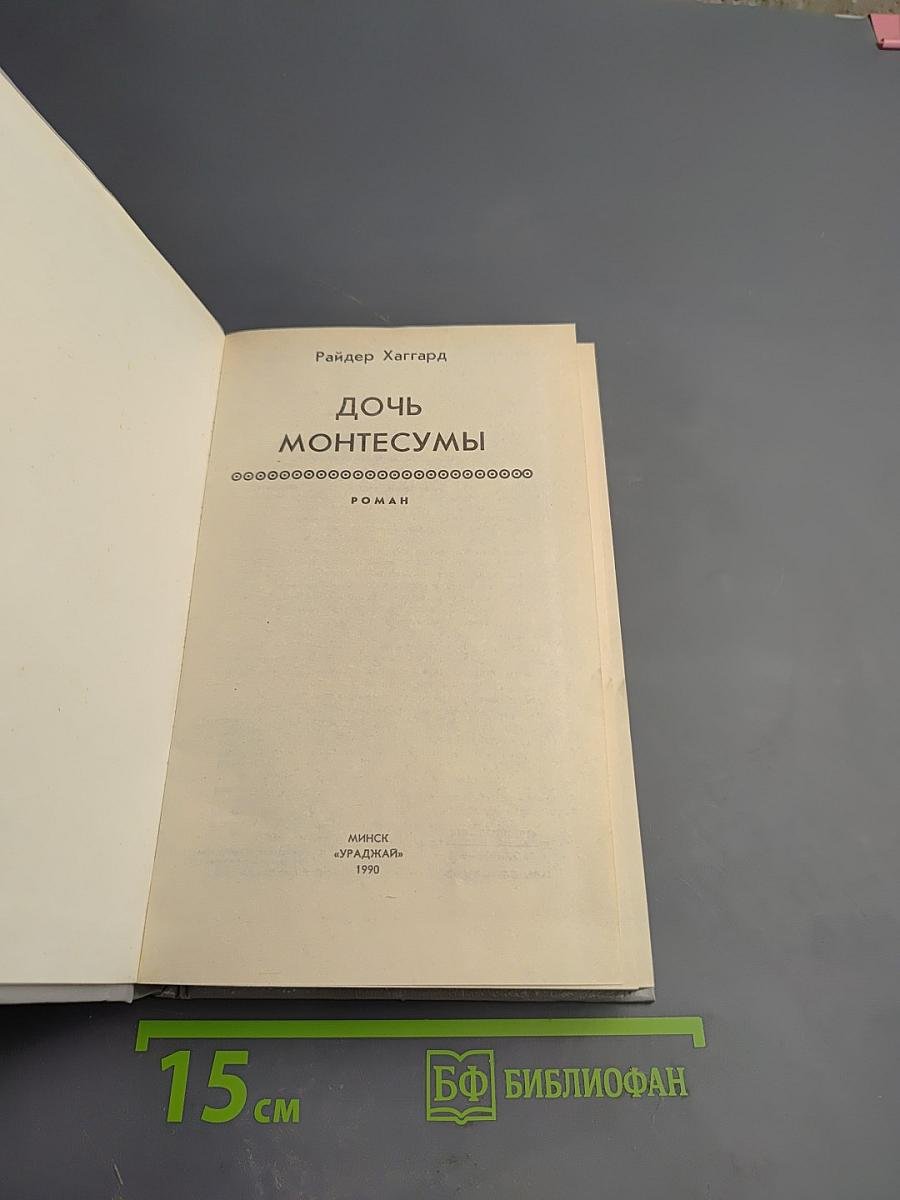 Райдер Хаггард
ДОЧЬ
МОНТЕСУМЫ
РОМАН
МИНСК
«УРАДЖАЙ»
1990
15 СМ
БФ БИБЛИОФАН